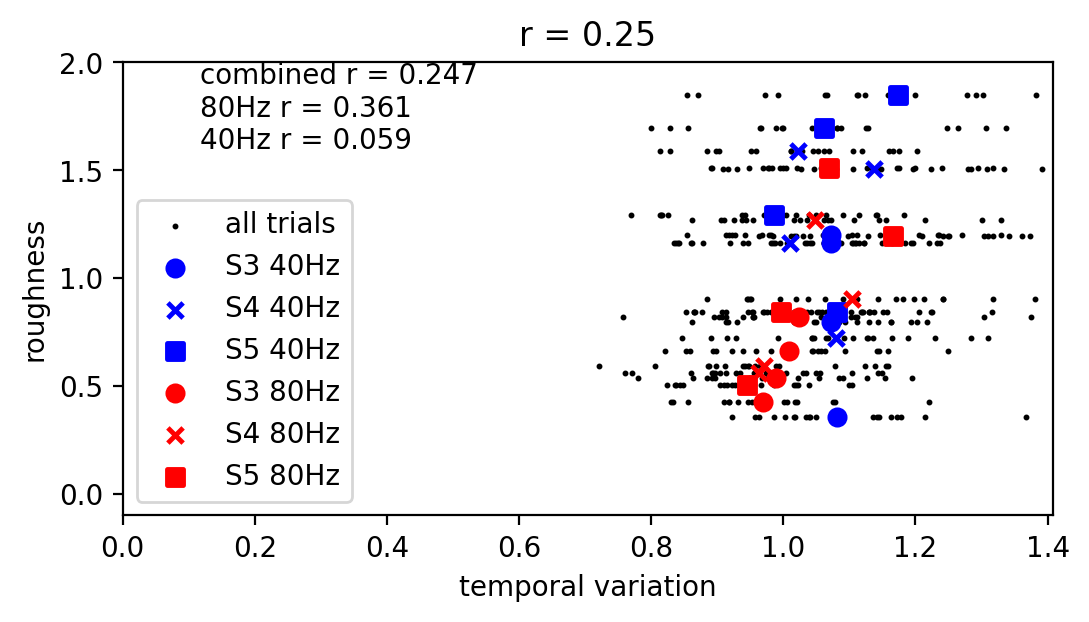 r = 0.25
combined r = 0.247
80Hz r = 0.361
40Hz r = 0.059
all trials
S3 40Hz
S4 40Hz
S5 40Hz
S3 80Hz
S4 80Hz
S5 80Hz
roughness
2.0
1.5
1.0
0.5
0.0
0.0 0.2 0.4 0.6 0.8 1.0 1.2 1.4
temporal variation